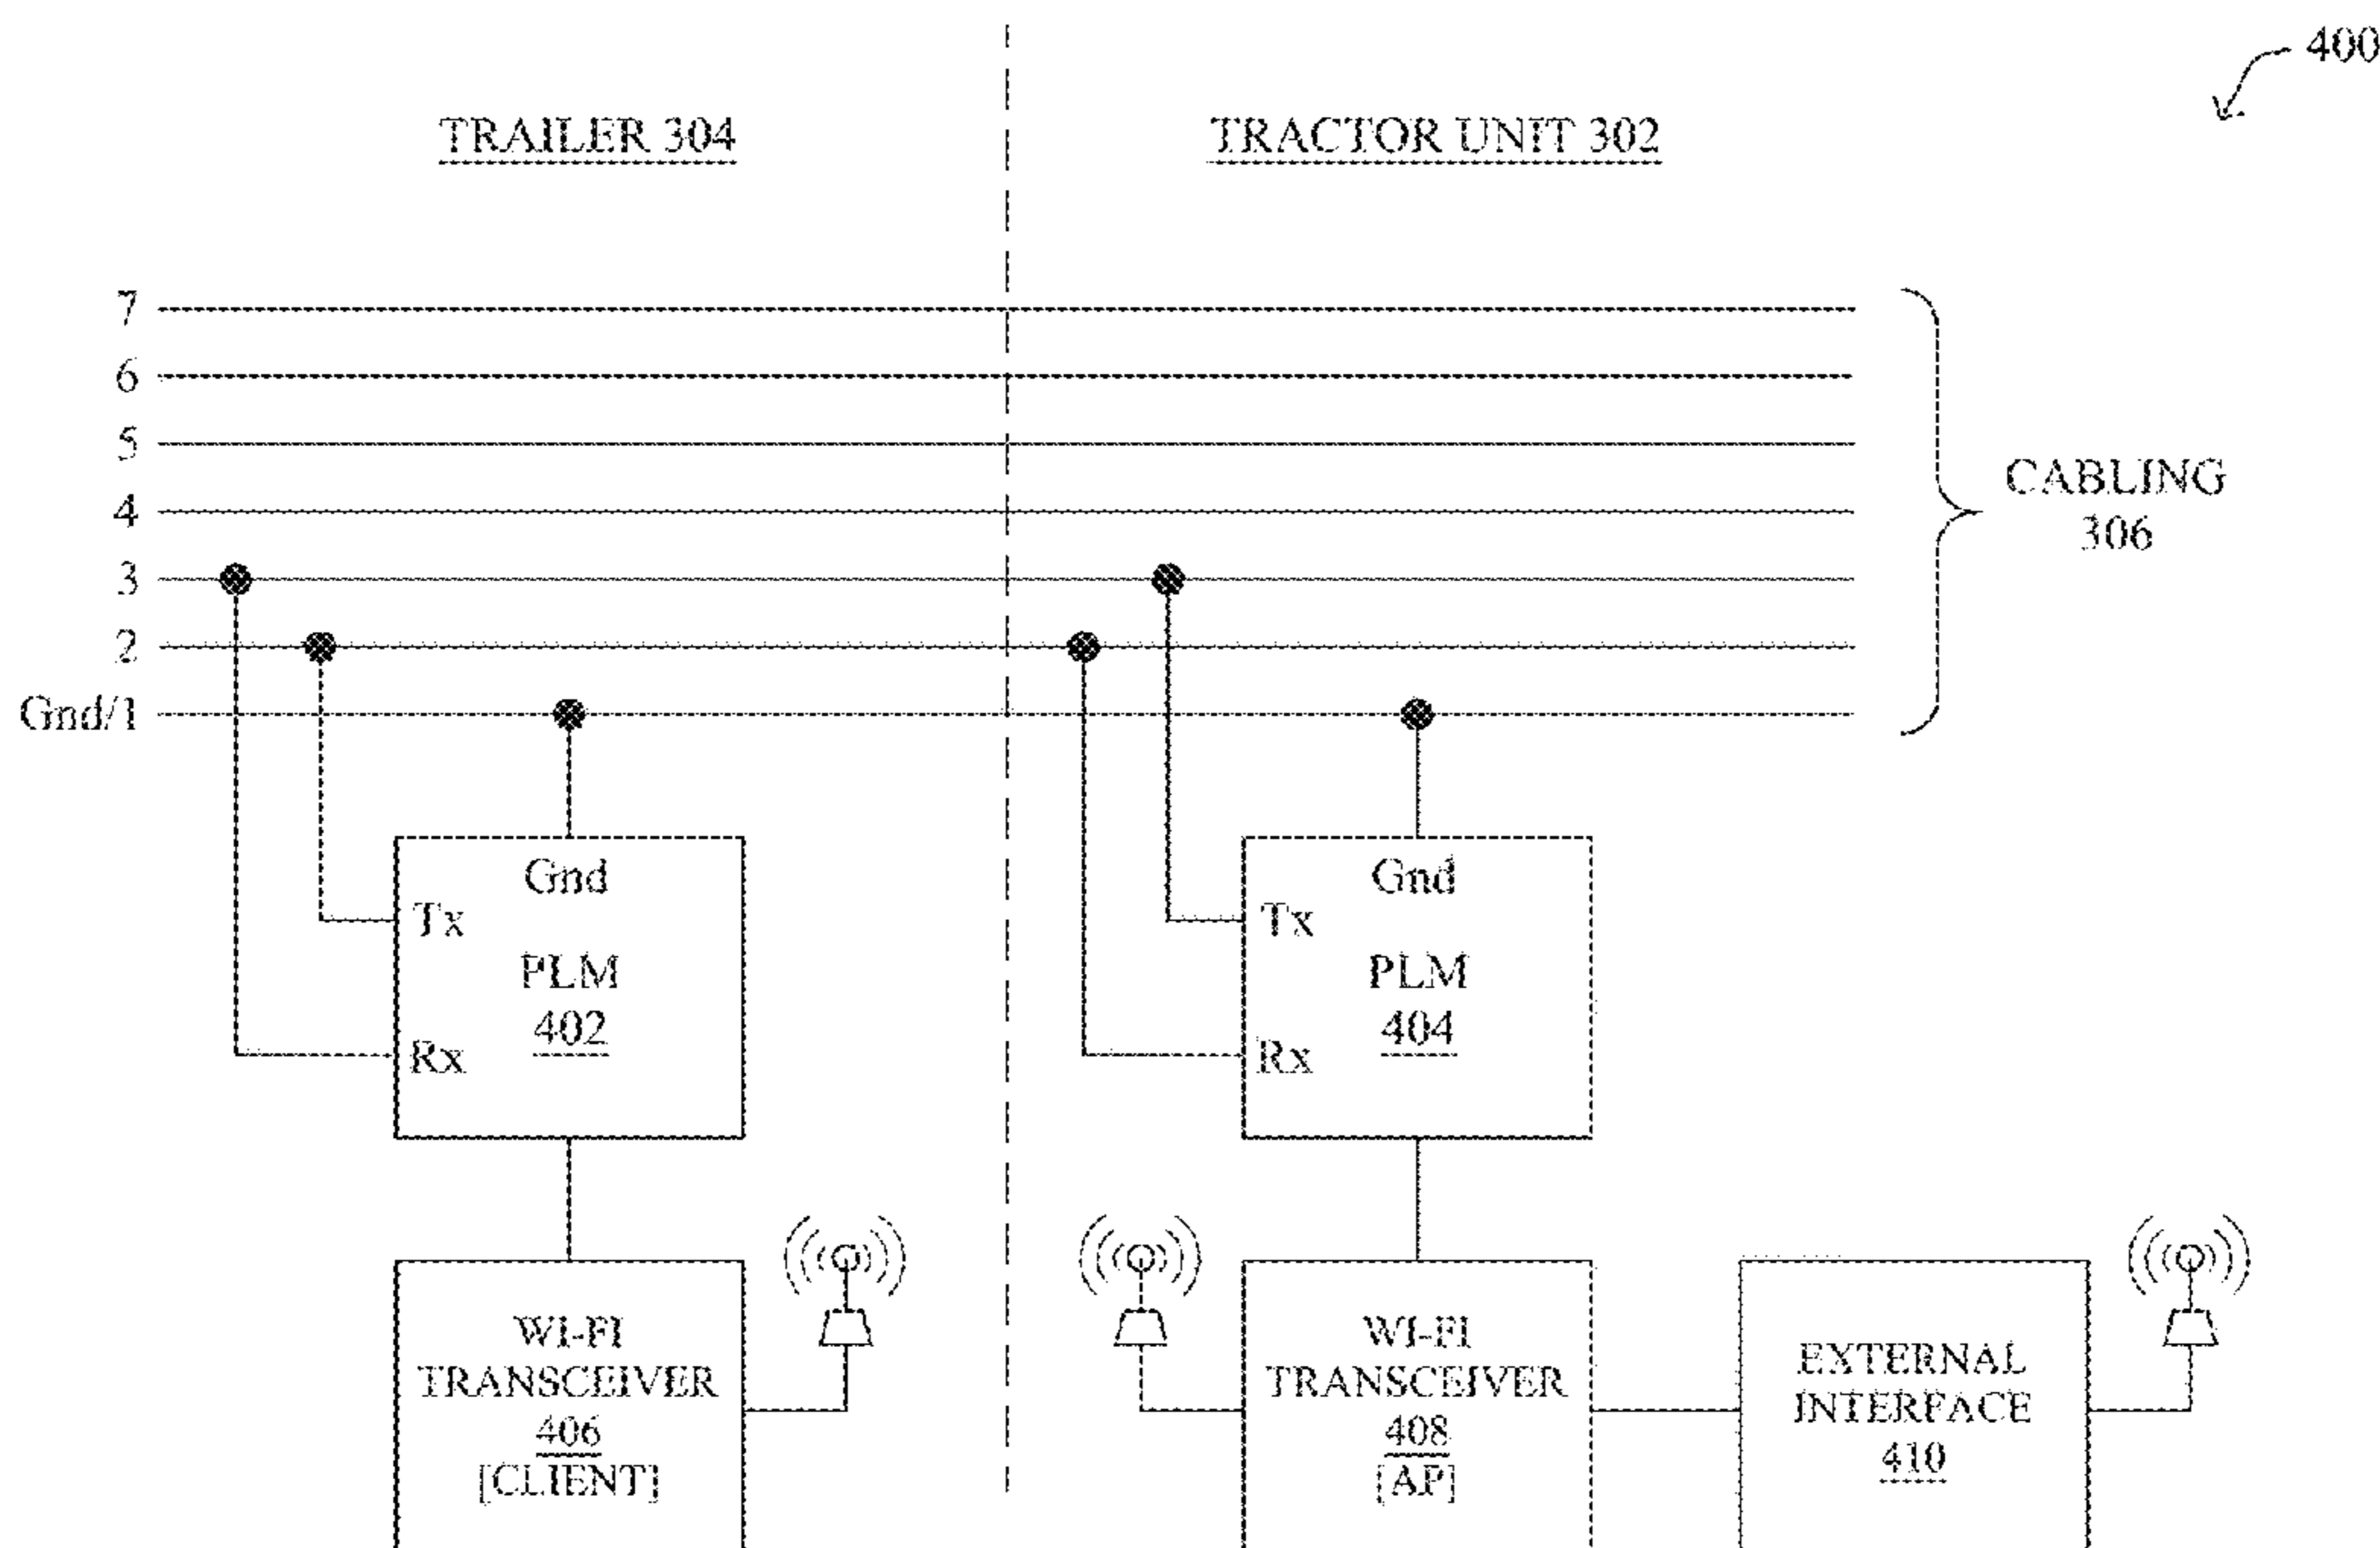 400
TRAILER 304
TRACTOR UNIT 302
7
6
5
4
3
2
Gnd/1
CABLING
306
Gnd
Tx
PLM
402
Rx
Gnd
Tx
PLM
404
Rx
WI-FI
TRANSCEIVER
406
[CLIENT]
WI-FI
TRANSCEIVER
408
[AP]
EXTERNAL
INTERFACE
410